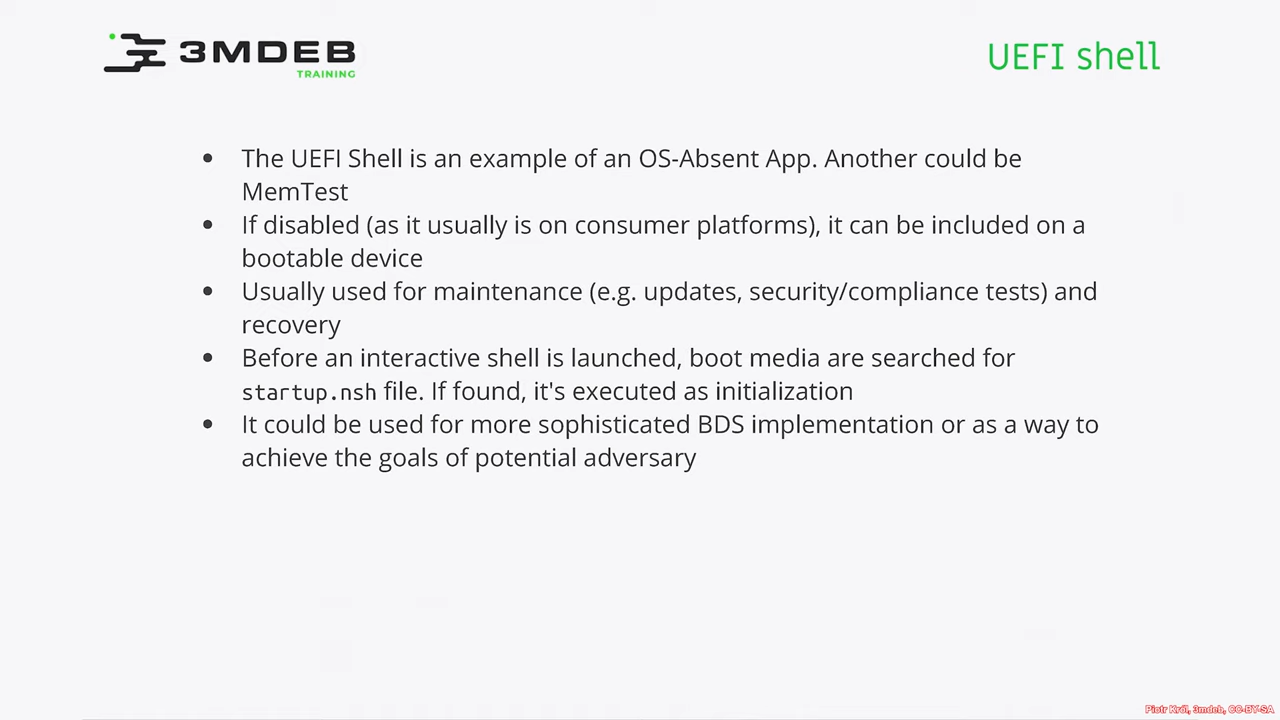 3MDEB
TRAINING
UEFI shell
The UEFI Shell is an example of an OS-Absent App. Another could be
MemTest
If disabled (as it usually is on consumer platforms), it can be included on a
bootable device
Usually used for maintenance (e.g. updates, security/compliance tests) and
recovery
Before an interactive shell is launched, boot media are searched for
startup.nsh file. If found, it's executed as initialization
It could be used for more sophisticated BDS implementation or as a way to
achieve the goals of potential adversary
Piotr Król, 3mdeb, CC-BY-SA